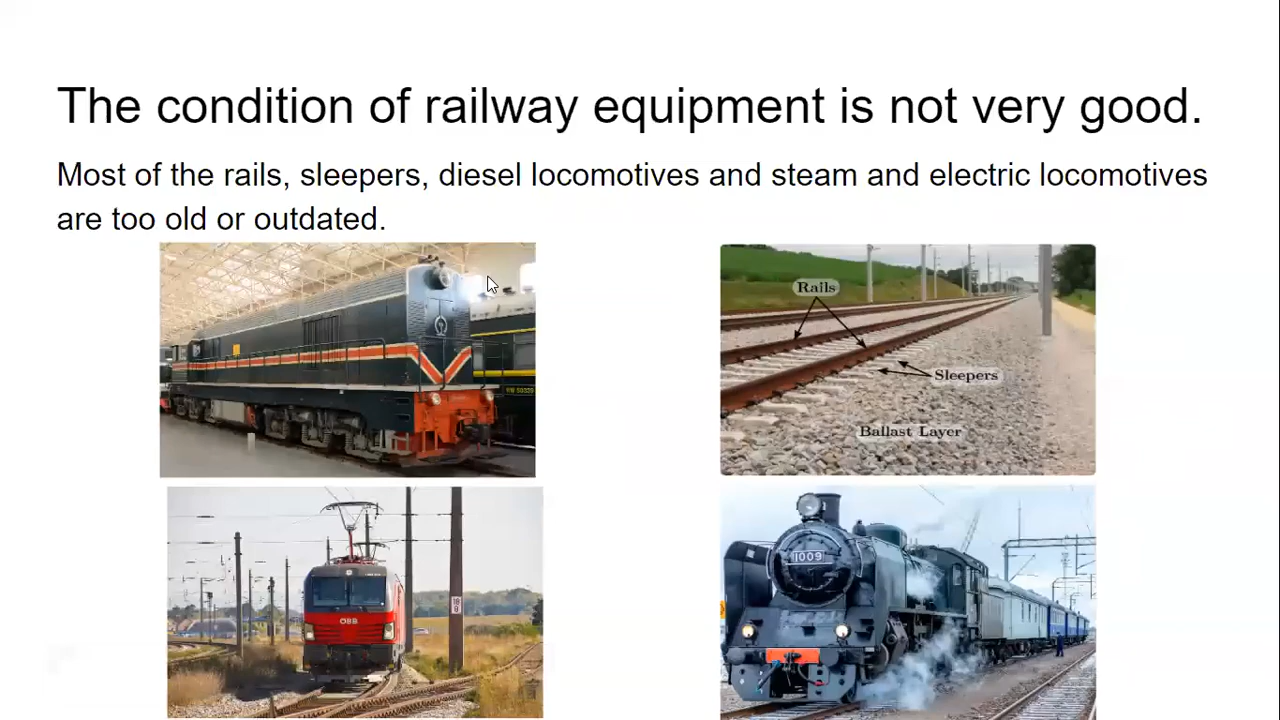 The condition of railway equipment is not very good.
Most of the rails, sleepers, diesel locomotives and steam and electric locomotives
are too old or outdated.
Rails
Sleepers
Ballast Layer
ÖBB
1009